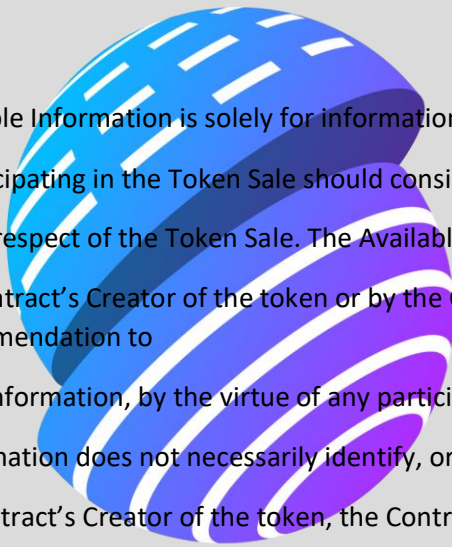 ble Information is solely for information
cipating in the Token Sale should consi
respect of the Token Sale. The Availabl
ntract’s Creator of the token or by the
mendation to
nformation, by the virtue of any partici
mation does not necessarily identify, or
tract’s Creator of the token, the Contr